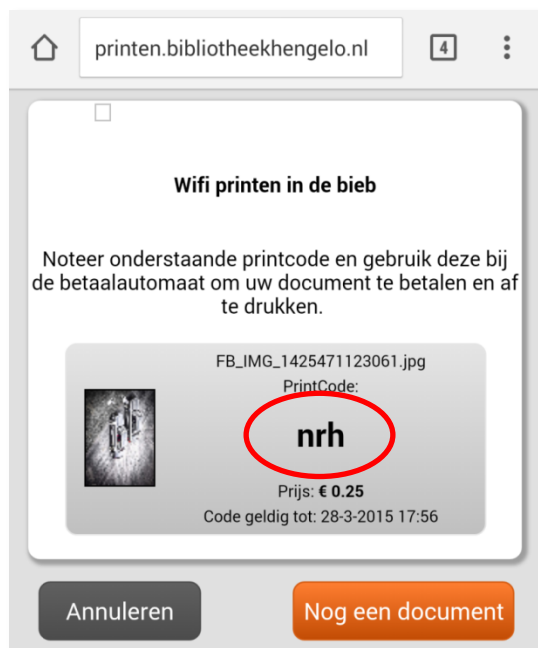 printen.bibliotheekhengelo.nl
4
Wifi printen in de bieb
Noteer onderstaande printcode en gebruik deze bij
de betaalautomaat om uw document te betalen en af
te drukken.
FB_IMG_1425471123061.jpg
PrintCode:
nrh
Prijs: € 0.25
Code geldig tot: 28-3-2015 17:56
Annuleren
Nog een document